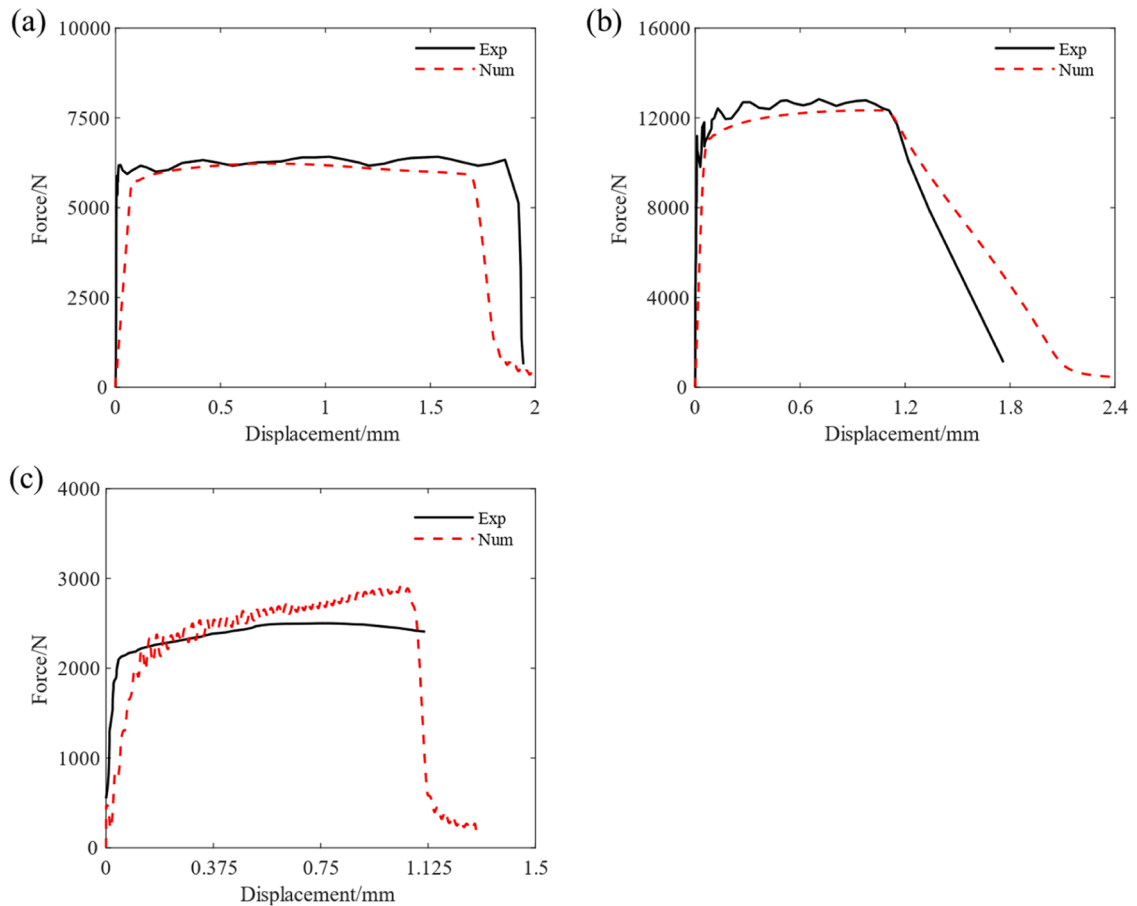 (a)
10000
7500
5000
2500
0
Force/N
Exp
Num
0 0.5 1 1.5 2
Displacement/mm
(b)
16000
12000
8000
4000
0
Force/N
Exp
Num
0 0.6 1.2 1.8 2.4
Displacement/mm
(c)
4000
3000
2000
1000
0
Force/N
Exp
Num
0 0.375 0.75 1.125 1.5
Displacement/mm